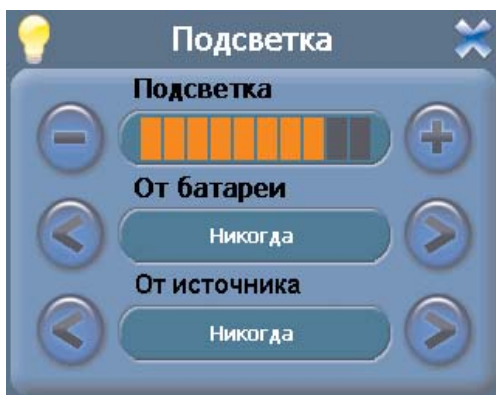 Подсветка
Подсветка
От батареи
Никогда
От источника
Никогда